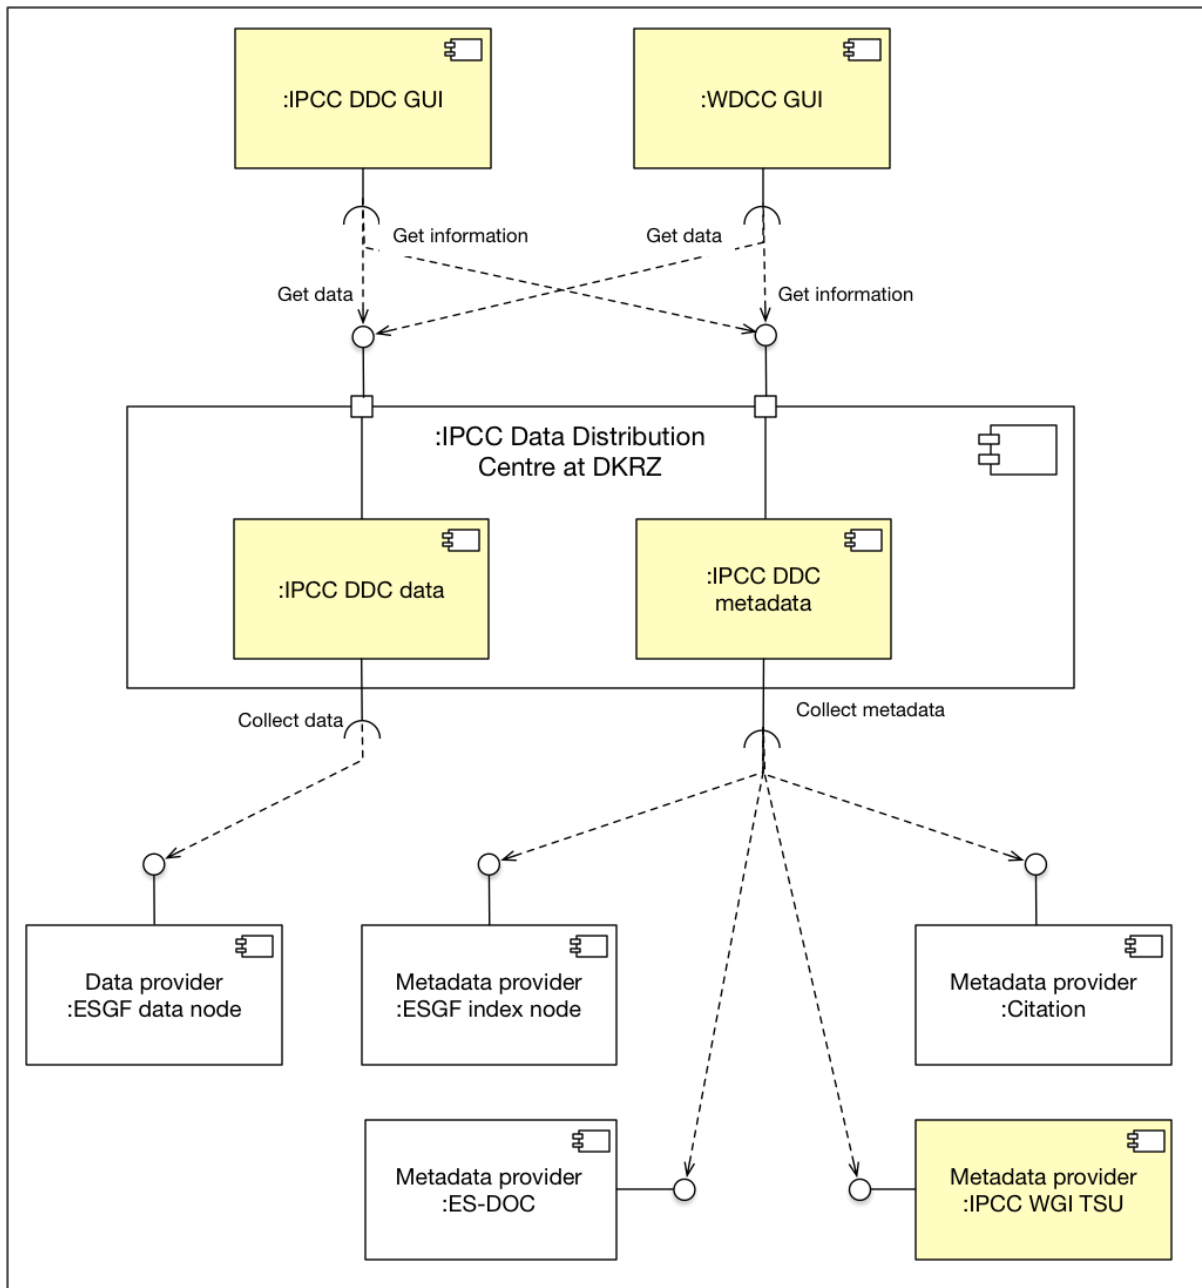 :IPCC DDC GUI
:WDCC GUI
Get information
Get data
Get data
Get information
:IPCC Data Distribution
Centre at DKRZ
:IPCC DDC data
:IPCC DDC
metadata
Collect data
Collect metadata
Data provider
:ESGF data node
Metadata provider
:ESGF index node
Metadata provider
:Citation
Metadata provider
:ES-DOC
Metadata provider
:IPCC WGI TSU